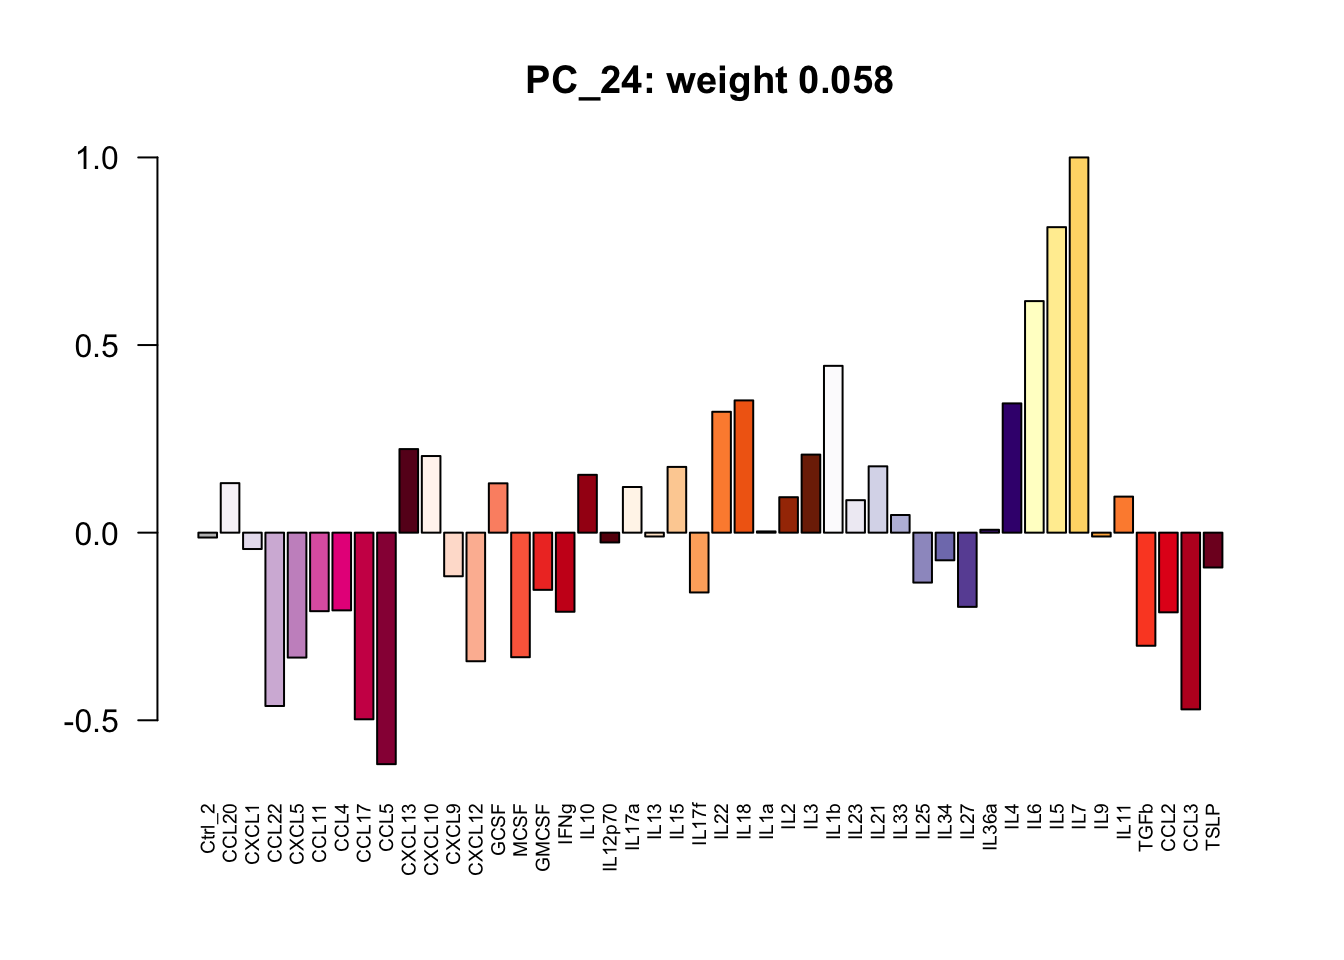 PC_24: weight 0.058
1.0
0.5
0.0
-0.5
Ctrl_2
CCL20
CXCL1
CCL22
CXCL5
CCL11
CCL4
CCL17
CCL5
CXCL13
CXCL10
CXCL9
CXCL12
GCSF
MCSF
GMCSF
IFNg
IL10
IL12p70
IL17a
IL13
IL15
IL17f
IL22
IL18
IL1a
IL2
IL3
IL1b
IL23
IL21
IL33
IL25
IL34
IL27
IL36a
IL4
IL6
IL5
IL7
IL9
IL11
TGFb
CCL2
CCL3
TSLP